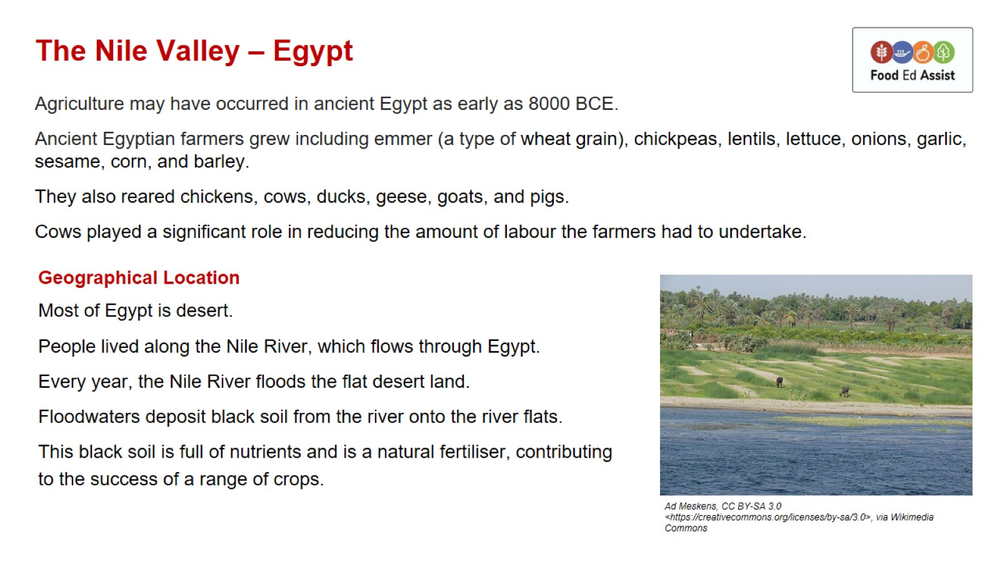 The Nile Valley – Egypt
Food Ed Assist
Agriculture may have occurred in ancient Egypt as early as 8000 BCE.
Ancient Egyptian farmers grew including emmer (a type of wheat grain), chickpeas, lentils, lettuce, onions, garlic,
sesame, corn, and barley.
They also reared chickens, cows, ducks, geese, goats, and pigs.
Cows played a significant role in reducing the amount of labour the farmers had to undertake.
Geographical Location
Most of Egypt is desert.
People lived along the Nile River, which flows through Egypt.
Every year, the Nile River floods the flat desert land.
Floodwaters deposit black soil from the river onto the river flats.
This black soil is full of nutrients and is a natural fertiliser, contributing
to the success of a range of crops.
Ad Meskens, CC BY-SA 3.0
<https://creativecommons.org/licenses/by-sa/3.0>, via Wikimedia
Commons